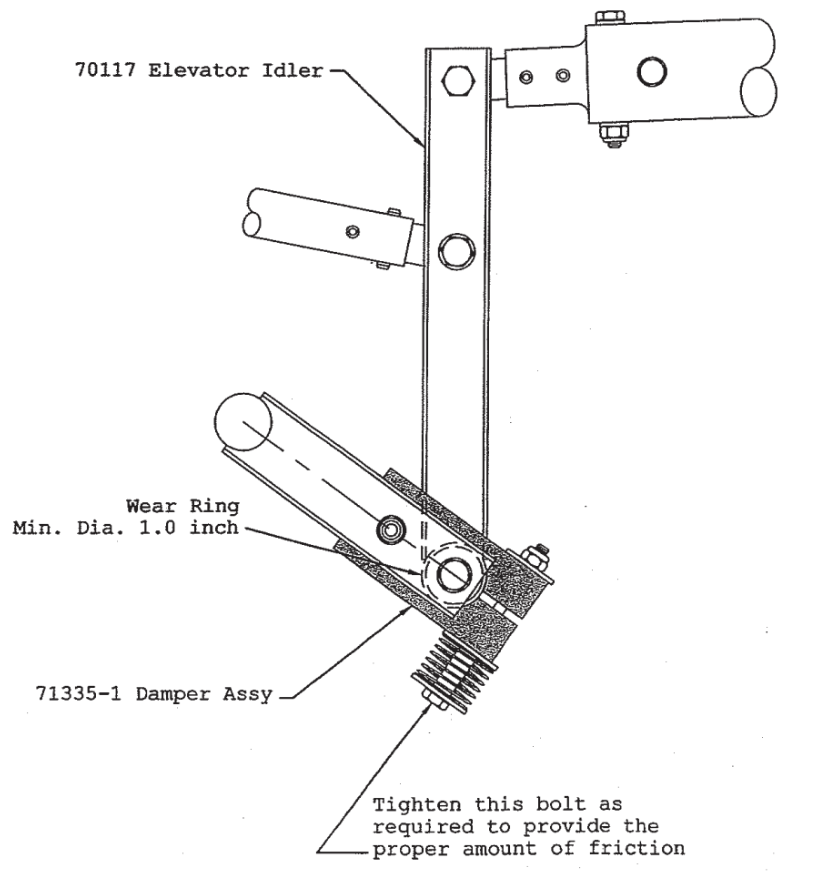 70117 Elevator Idler
Wear Ring
Min. Dia. 1.0 inch
71335-1 Damper Assy
Tighten this bolt as
required to provide the
proper amount of friction